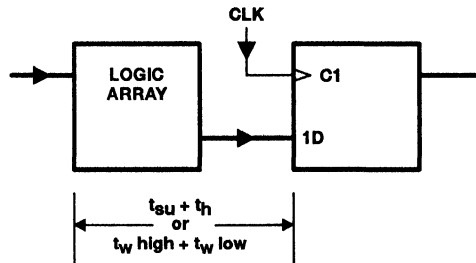 CLK
LOGIC
ARRAY
C1
1D
tsu + th
or
tw high + tw low